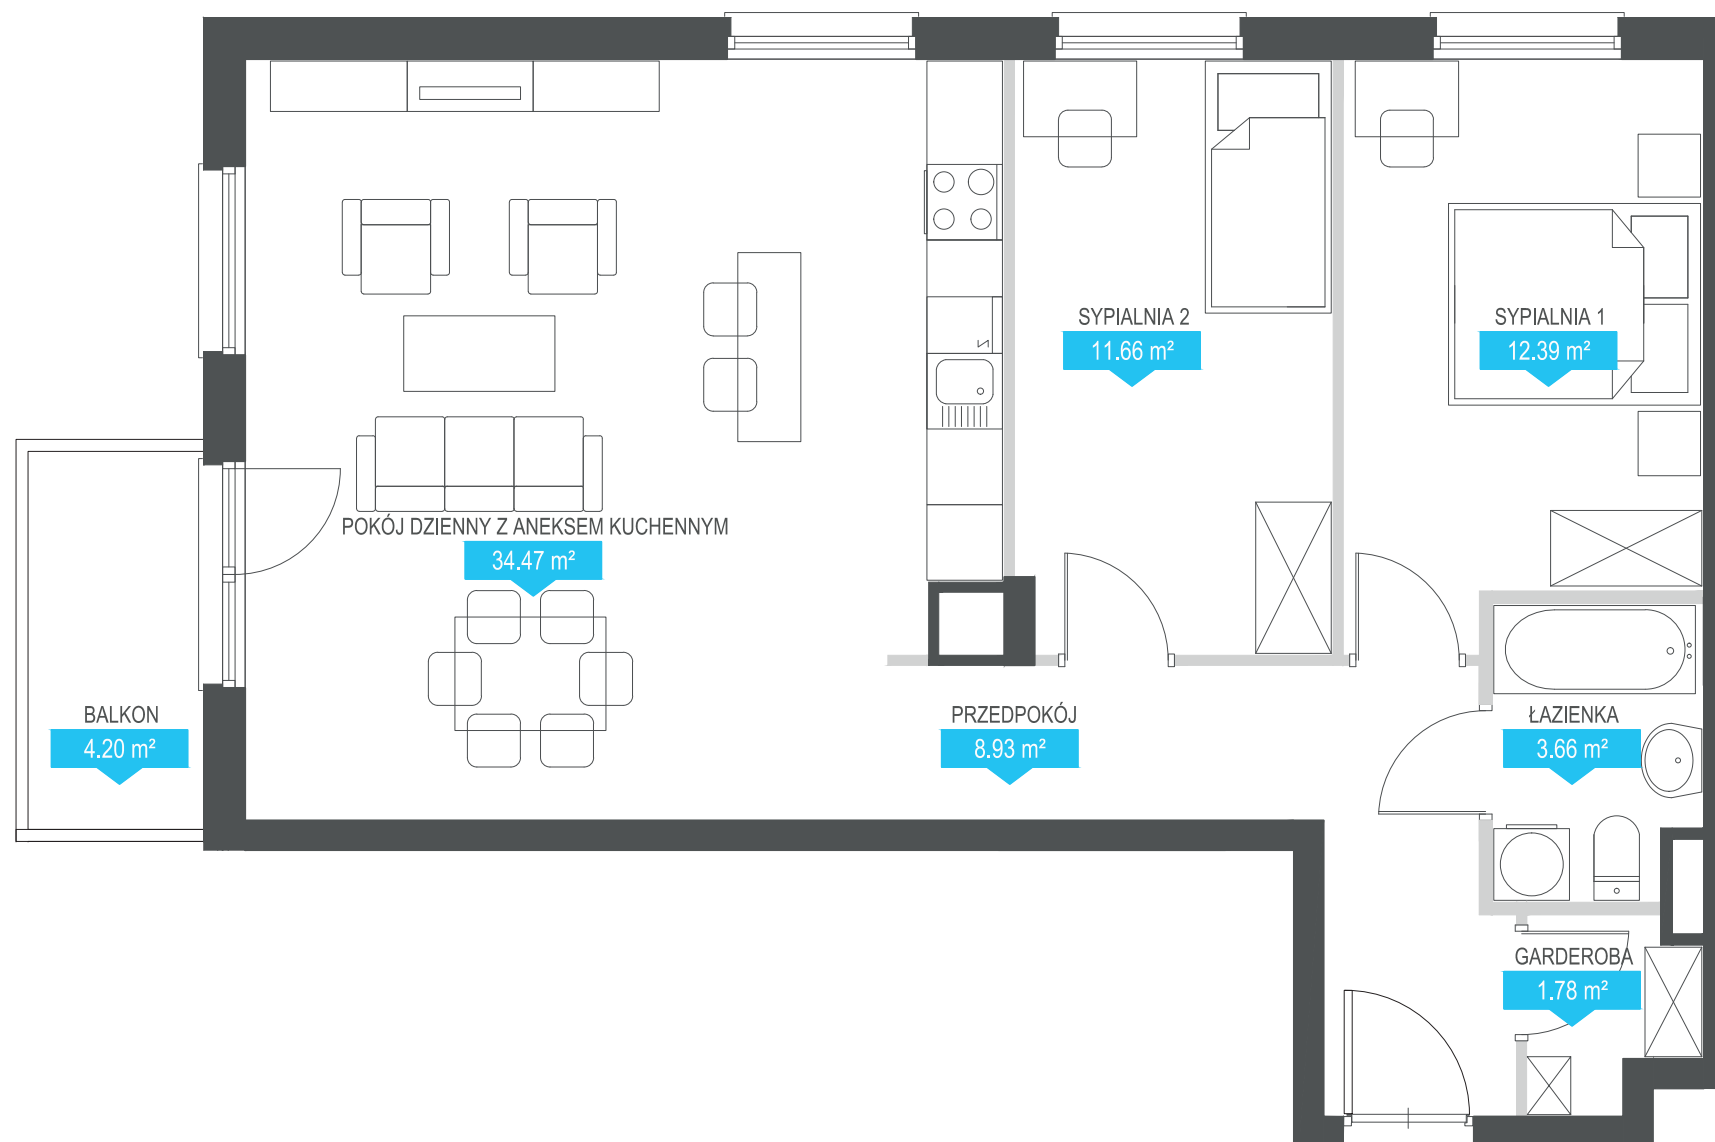 SYPIALNIA 2
11.66 m²
SYPIALNIA 1
12.39 m²
POKÓJ DZIENNY Z ANEKSEM KUCHENNYM
34.47 m²
BALKON
4.20 m²
PRZEDPOKÓJ
8.93 m²
ŁAZIENKA
3.66 m²
GARDEROBA
1.78 m²